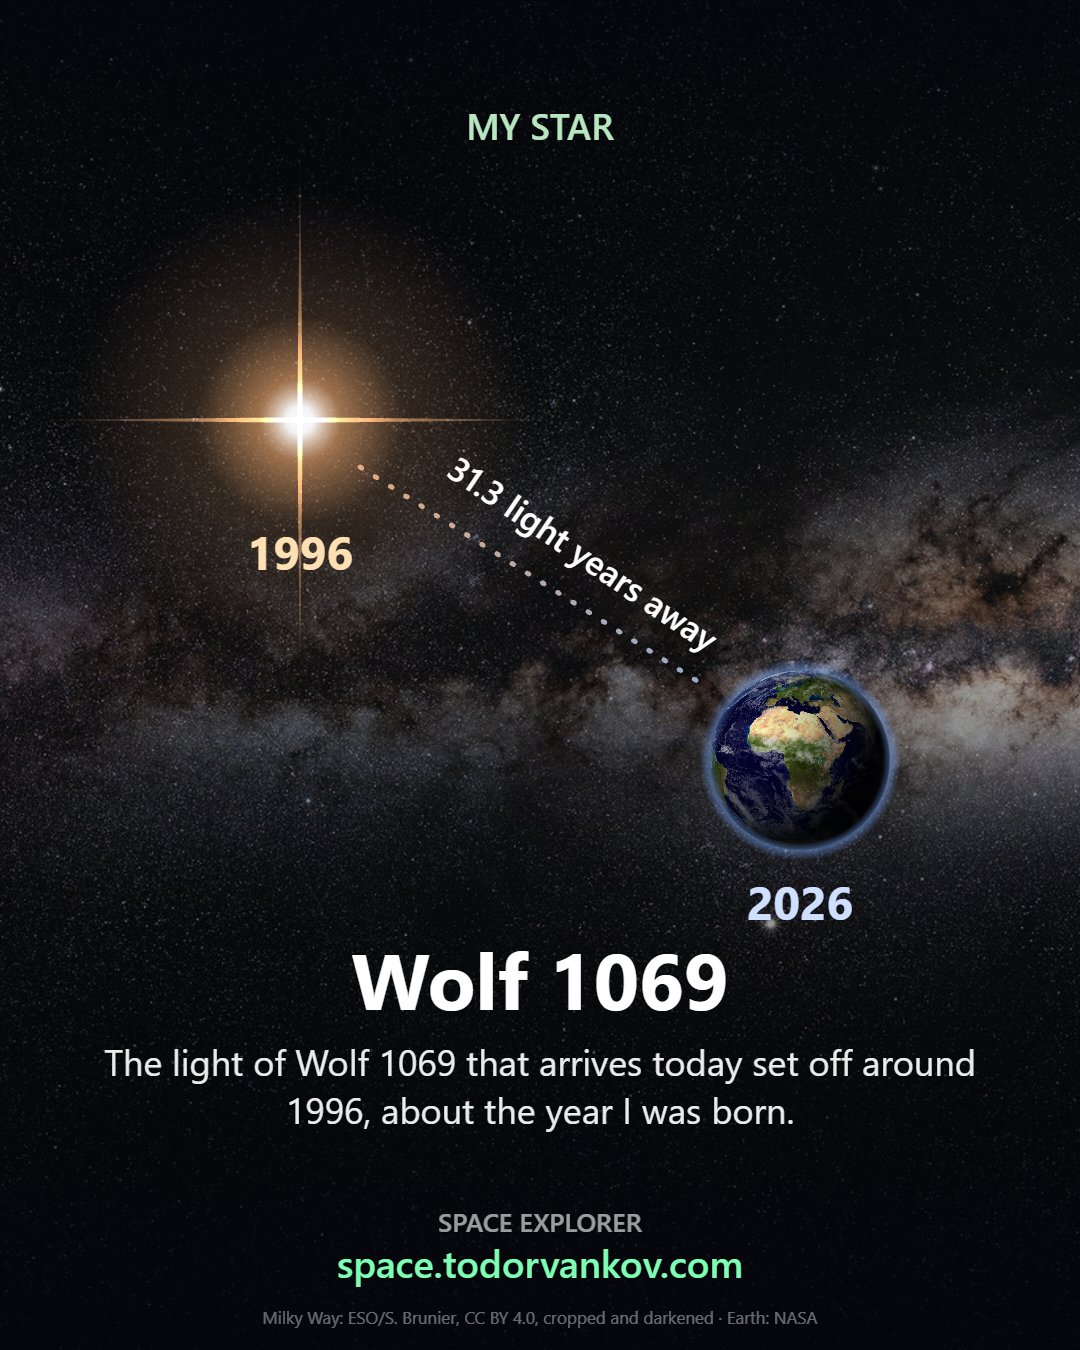 MY STAR
31.3 light years away
1996
2026
Wolf 1069
The light of Wolf 1069 that arrives today set off around
1996, about the year I was born.
SPACE EXPLORER
space.todorvankov.com
Milky Way: ESO/S. Brunier, CC BY 4.0, cropped and darkened · Earth: NASA